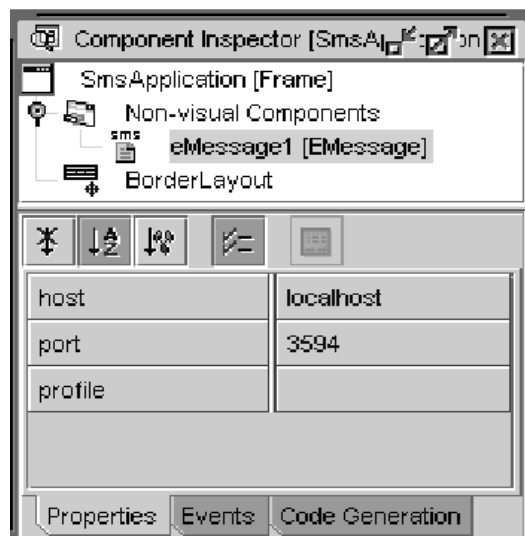 Component Inspector [SmsA
SmsApplication [Frame]
Non-visual Components
sms
eMessage1 [EMessage]
BorderLayout
host localhost
port 3594
profile
Properties Events Code Generation